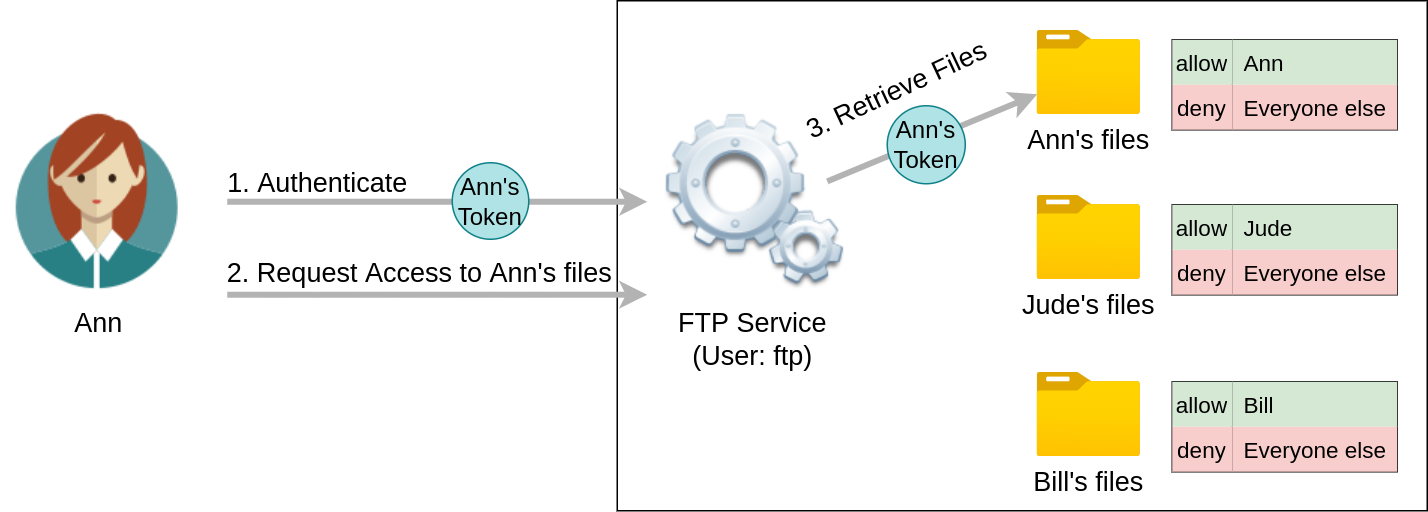 1. Authenticate
Ann's
Token
2. Request Access to Ann's files
Ann
FTP Service
(User: ftp)
3. Retrieve Files
Ann's
Token
Ann's files
allow Ann
deny Everyone else
Jude's files
allow Jude
deny Everyone else
Bill's files
allow Bill
deny Everyone else